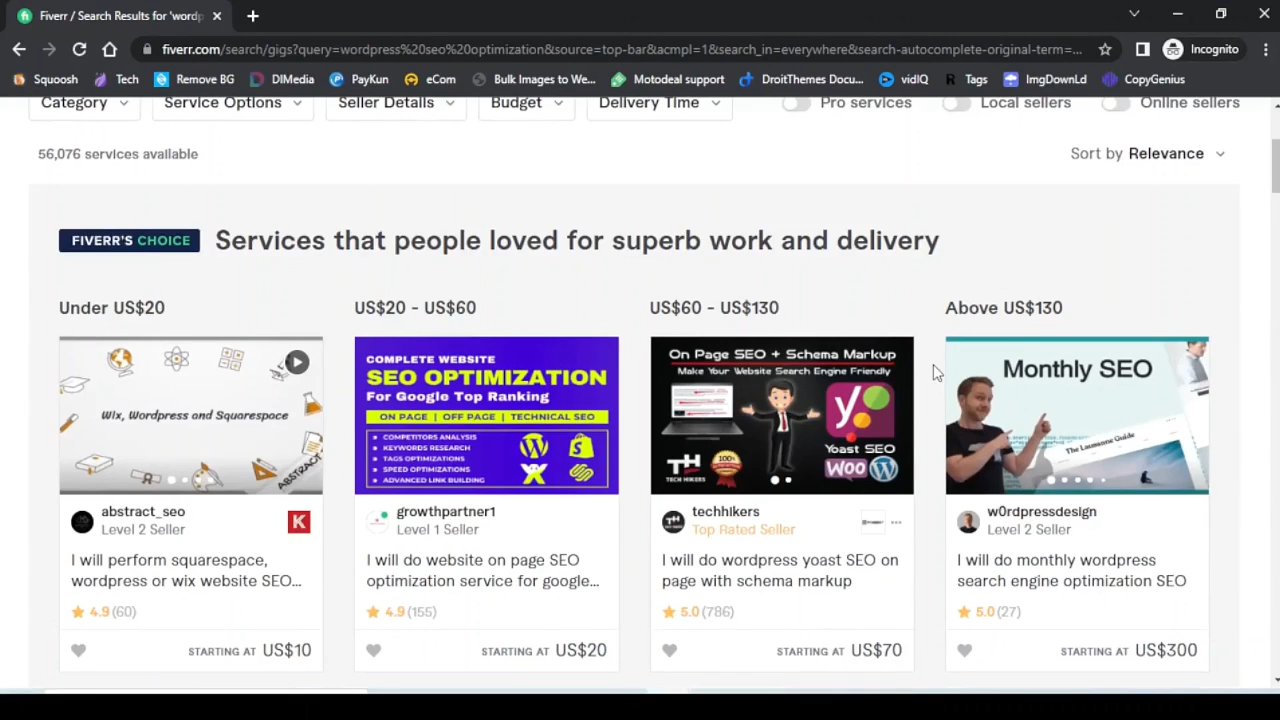 Fiverr / Search Results for 'wordp
fiverr.com/search/gigs?query=wordpress%20seo%20optimization&source=top-bar&acmpl=1&search_in=everywhere&search-autocomplete-original-term=...
Incognito
Squoosh
Tech
Remove BG
DIMedia
PayKun
eCom
Bulk Images to We...
Motodeal support
DroitThemes Docu...
vidIQ
Tags
ImgDownLd
CopyGenius
Category
Service Options
Seller Details
Budget
Delivery Time
Pro services
Local sellers
Online sellers
56,076 services available
Sort by Relevance
FIVERR'S CHOICE
Services that people loved for superb work and delivery
Under US$20
Wix, Wordpress and Squarespace
ABSTRACT
abstract_seo
Level 2 Seller
K
I will perform squarespace,
wordpress or wix website SEO...
4.9 (60)
STARTING AT US$10
US$20 - US$60
COMPLETE WEBSITE
SEO OPTIMIZATION
For Google Top Ranking
ON PAGE | OFF PAGE | TECHNICAL SEO
COMPETITORS ANALYSIS
KEYWORDS RESEARCH
TAGS OPTIMIZATIONS
SPEED OPTIMIZATIONS
ADVANCED LINK BUILDING
growthpartner1
Level 1 Seller
I will do website on page SEO
optimization service for google...
4.9 (155)
STARTING AT US$20
US$60 - US$130
On Page SEO + Schema Markup
Make Your Website Search Engine Friendly
Yoast SEO
Woo
100%
TH
TECH HIKERS
techhikers
Top Rated Seller
I will do wordpress yoast SEO on
page with schema markup
5.0 (786)
STARTING AT US$70
Above US$130
Monthly SEO
The Lausanne Guide
w0rdpressdesign
Level 2 Seller
I will do monthly wordpress
search engine optimization SEO
5.0 (27)
STARTING AT US$300